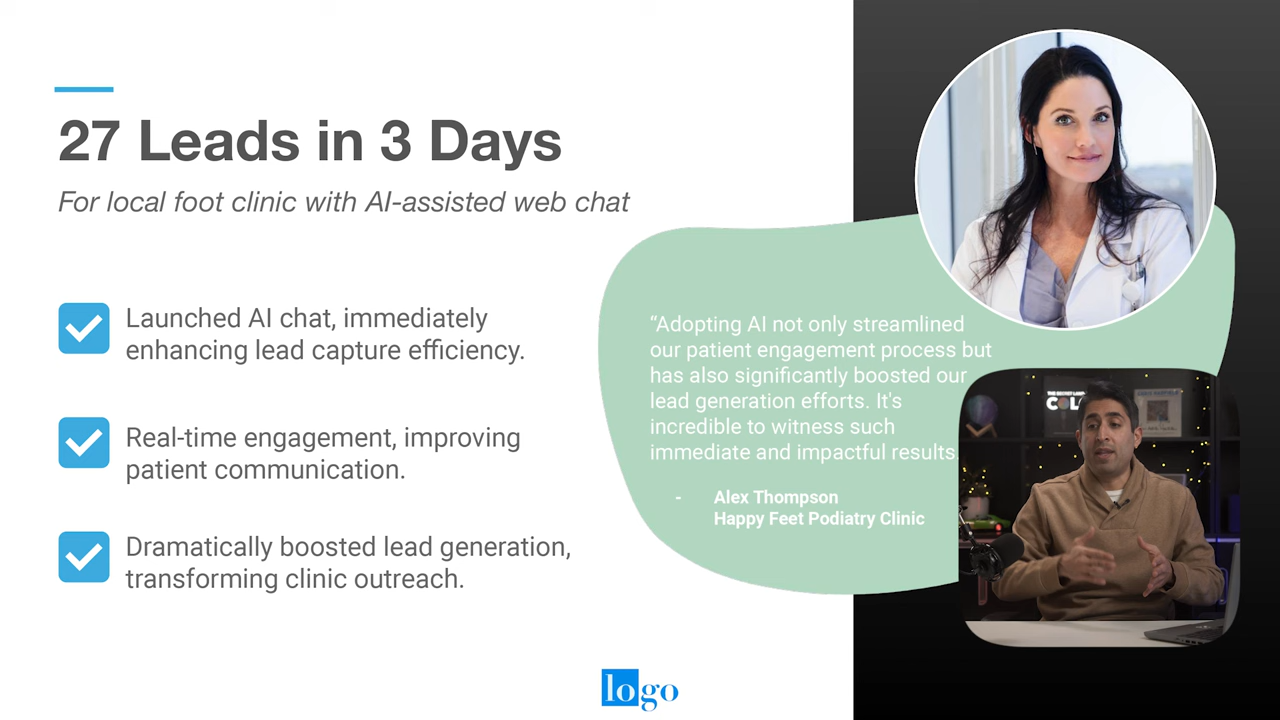 27 Leads in 3 Days
For local foot clinic with AI-assisted web chat
Launched AI chat, immediately
enhancing lead capture efficiency.
Real-time engagement, improving
patient communication.
Dramatically boosted lead generation,
transforming clinic outreach.
“Adopting AI not only streamlined
our patient engagement process but
has also significantly boosted our
lead generation efforts. It's
incredible to witness such
immediate and impactful results.
- Alex Thompson
Happy Feet Podiatry Clinic
THE SECRET
logo